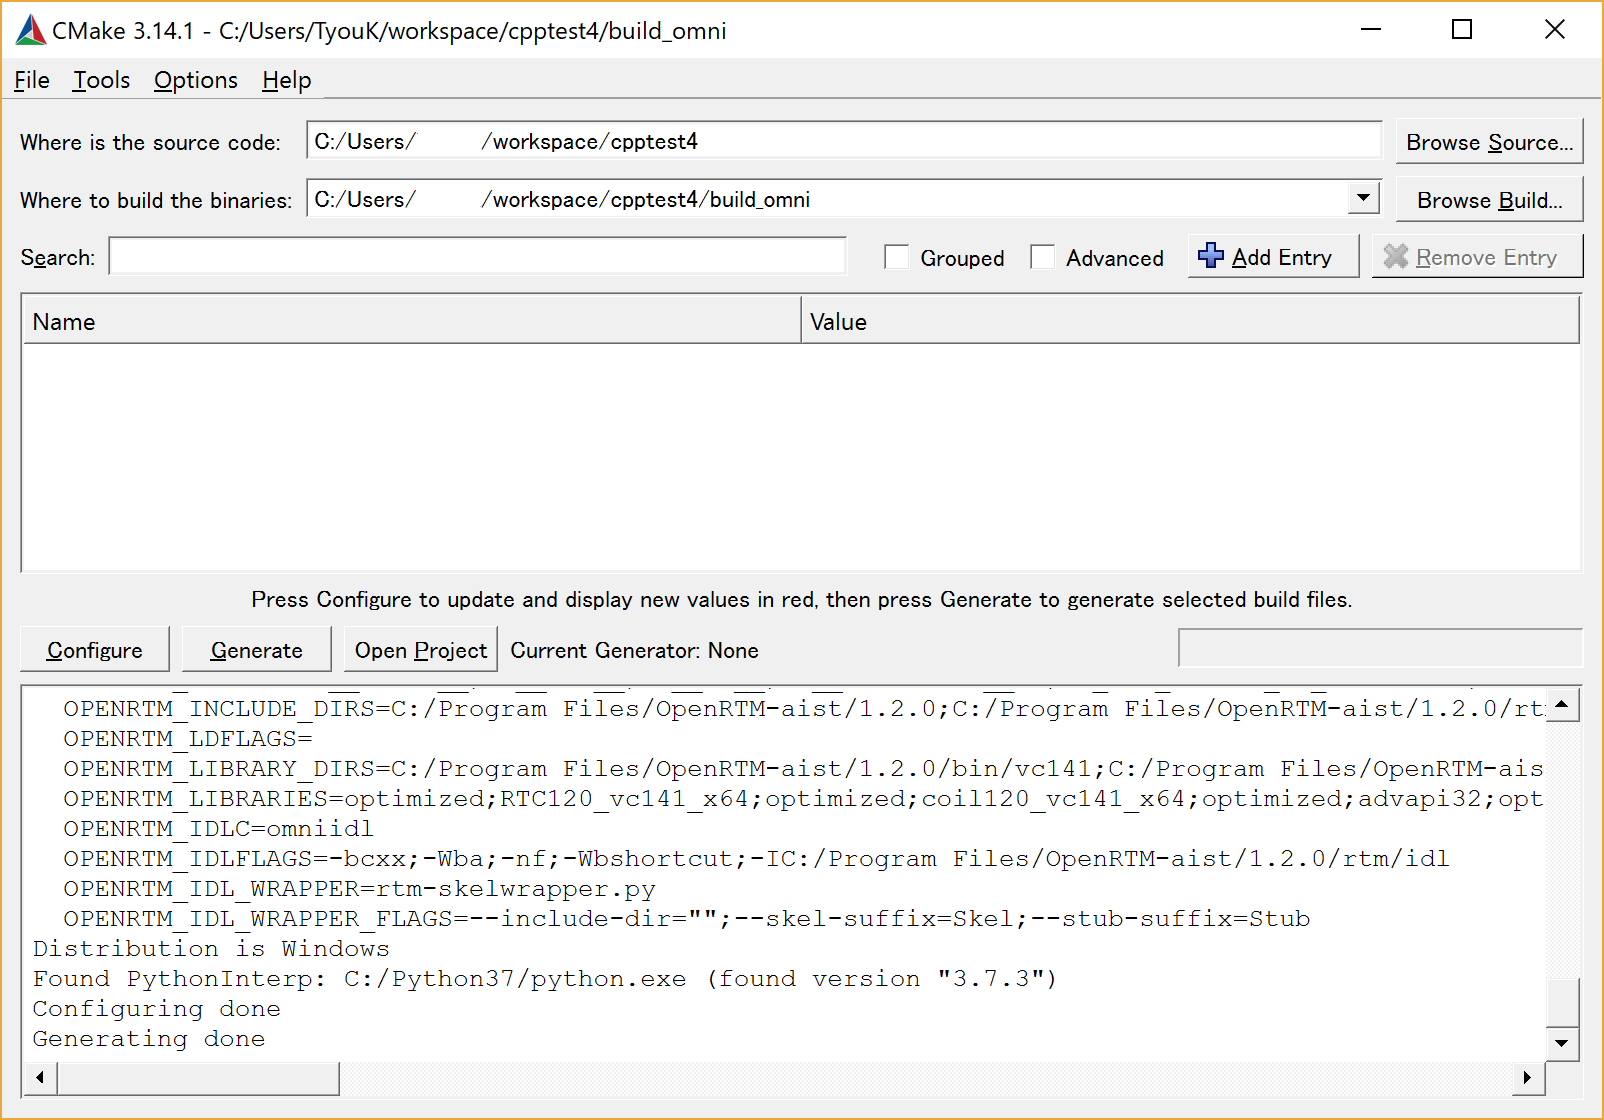 CMake 3.14.1 - C:/Users/TyouK/workspace/cpptest4/build_omni
File Tools Options Help
Where is the source code: C:/Users/ /workspace/cpptest4 Browse Source...
Where to build the binaries: C:/Users/ /workspace/cpptest4/build_omni Browse Build...
Search: Grouped Advanced Add Entry Remove Entry
Name Value
Press Configure to update and display new values in red, then press Generate to generate selected build files.
Configure Generate Open Project Current Generator: None
OPENRTM_INCLUDE_DIRS=C:/Program Files/OpenRTM-aist/1.2.0;C:/Program Files/OpenRTM-aist/1.2.0/rt
OPENRTM_LDFLAGS=
OPENRTM_LIBRARY_DIRS=C:/Program Files/OpenRTM-aist/1.2.0/bin/vc141;C:/Program Files/OpenRTM-ais
OPENRTM_LIBRARIES=optimized;RTC120_vc141_x64;optimized;coil120_vc141_x64;optimized;advapi32;opt
OPENRTM_IDLC=omniidl
OPENRTM_IDLFLAGS=-bcxx;-Wba;-nf;-Wbshortcut;-IC:/Program Files/OpenRTM-aist/1.2.0/rtm/idl
OPENRTM_IDL_WRAPPER=rtm-skelwrapper.py
OPENRTM_IDL_WRAPPER_FLAGS=--include-dir="";--skel-suffix=Skel;--stub-suffix=Stub
Distribution is Windows
Found PythonInterp: C:/Python37/python.exe (found version "3.7.3")
Configuring done
Generating done